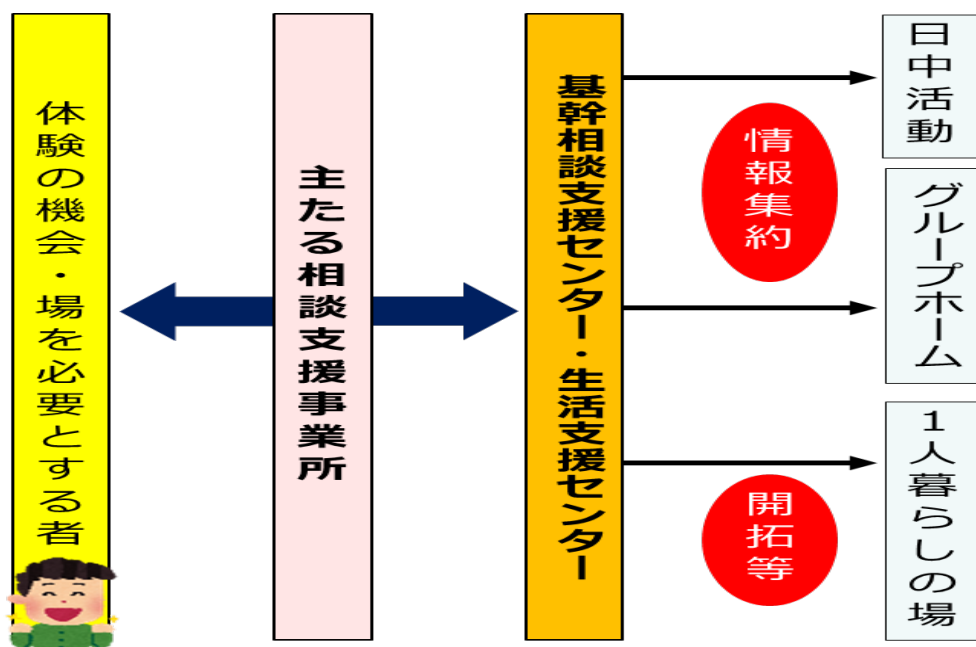 体験の機会・場を必要とする者
主たる相談支援事業所
基幹相談支援センター・生活支援センター
情報集約
開拓等
日中活動
グループホーム
１人暮らしの場